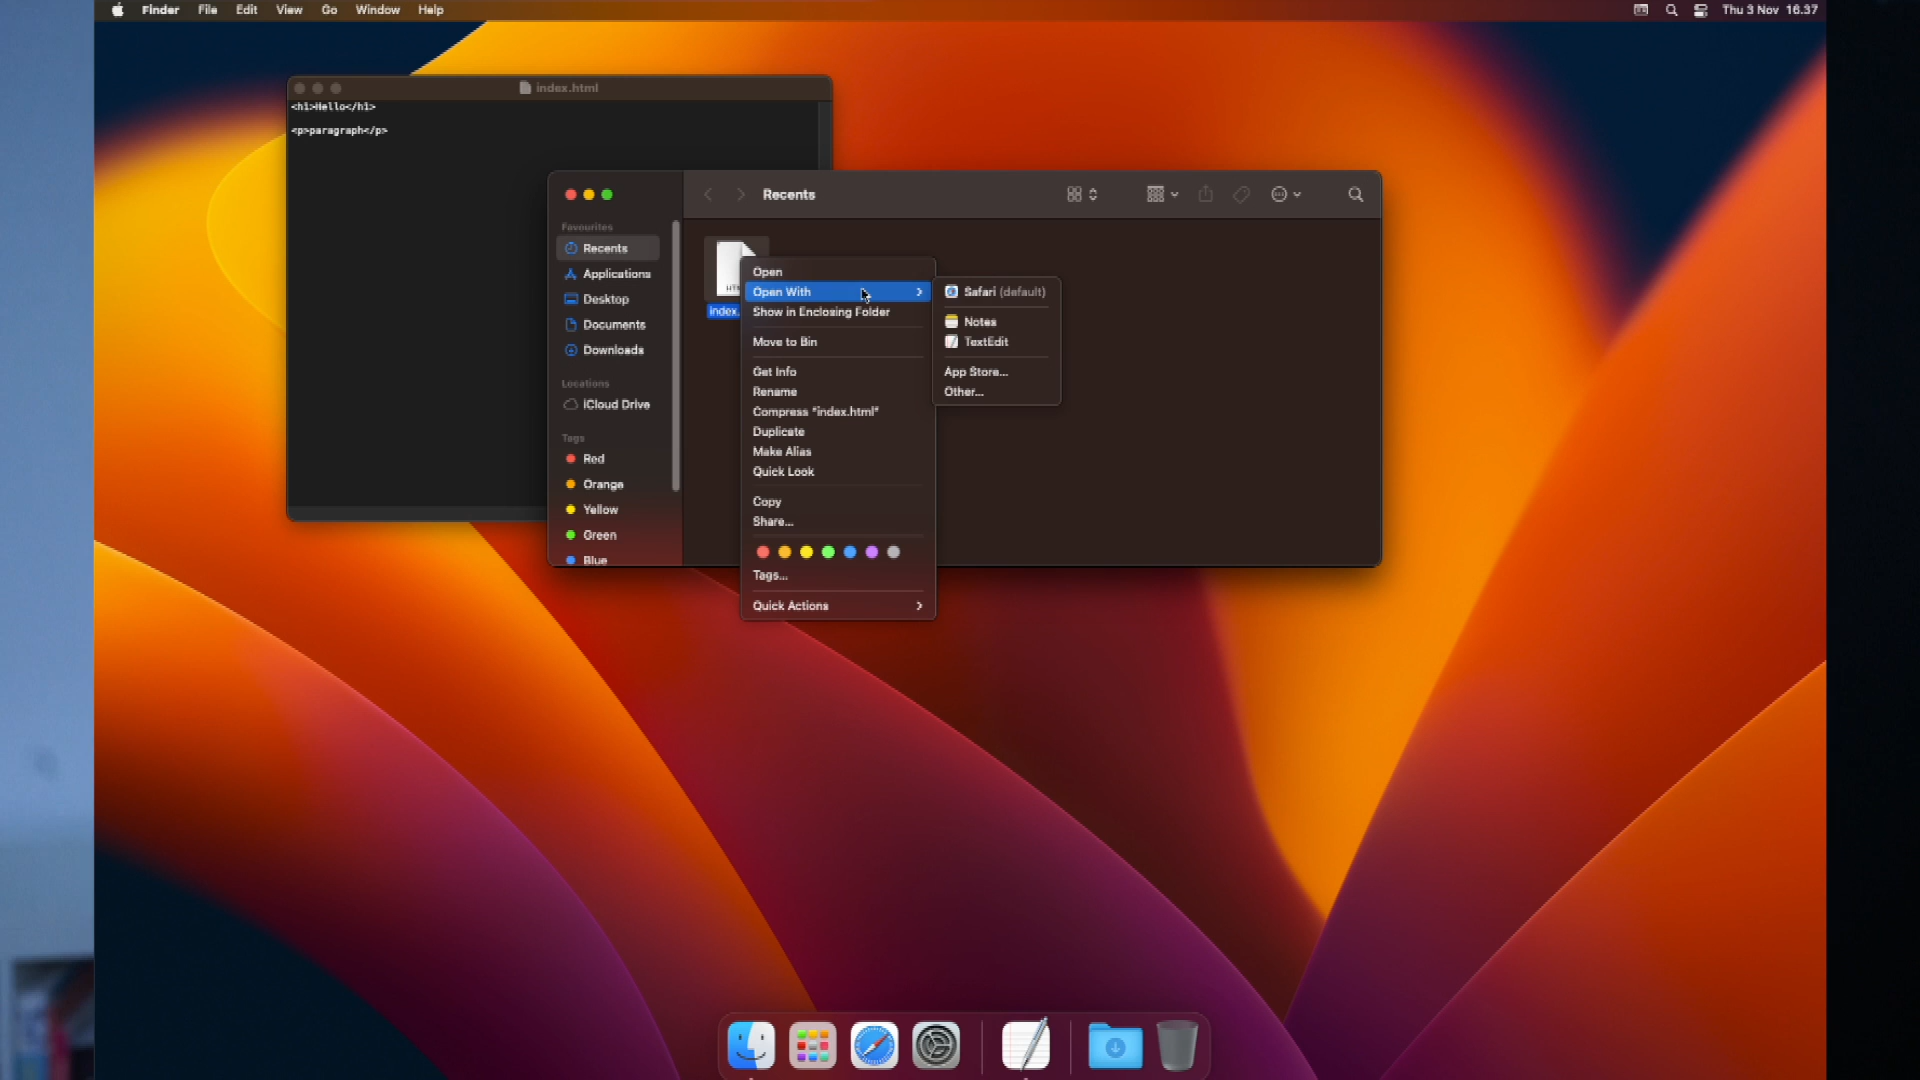 Finder File Edit View Go Window Help
Thu 3 Nov 16.37
index.html
<h1>Hello</h1>
<p>paragraph</p>
Recents
Favourites
Recents
Applications
Desktop
Documents
Downloads
Locations
iCloud Drive
Tags
Red
Orange
Yellow
Green
Blue
HT
index.
Open
Open With
Show in Enclosing Folder
Move to Bin
Get Info
Rename
Compress "index.html"
Duplicate
Make Alias
Quick Look
Copy
Share...
Tags...
Quick Actions
Safari (default)
Notes
TextEdit
App Store...
Other...